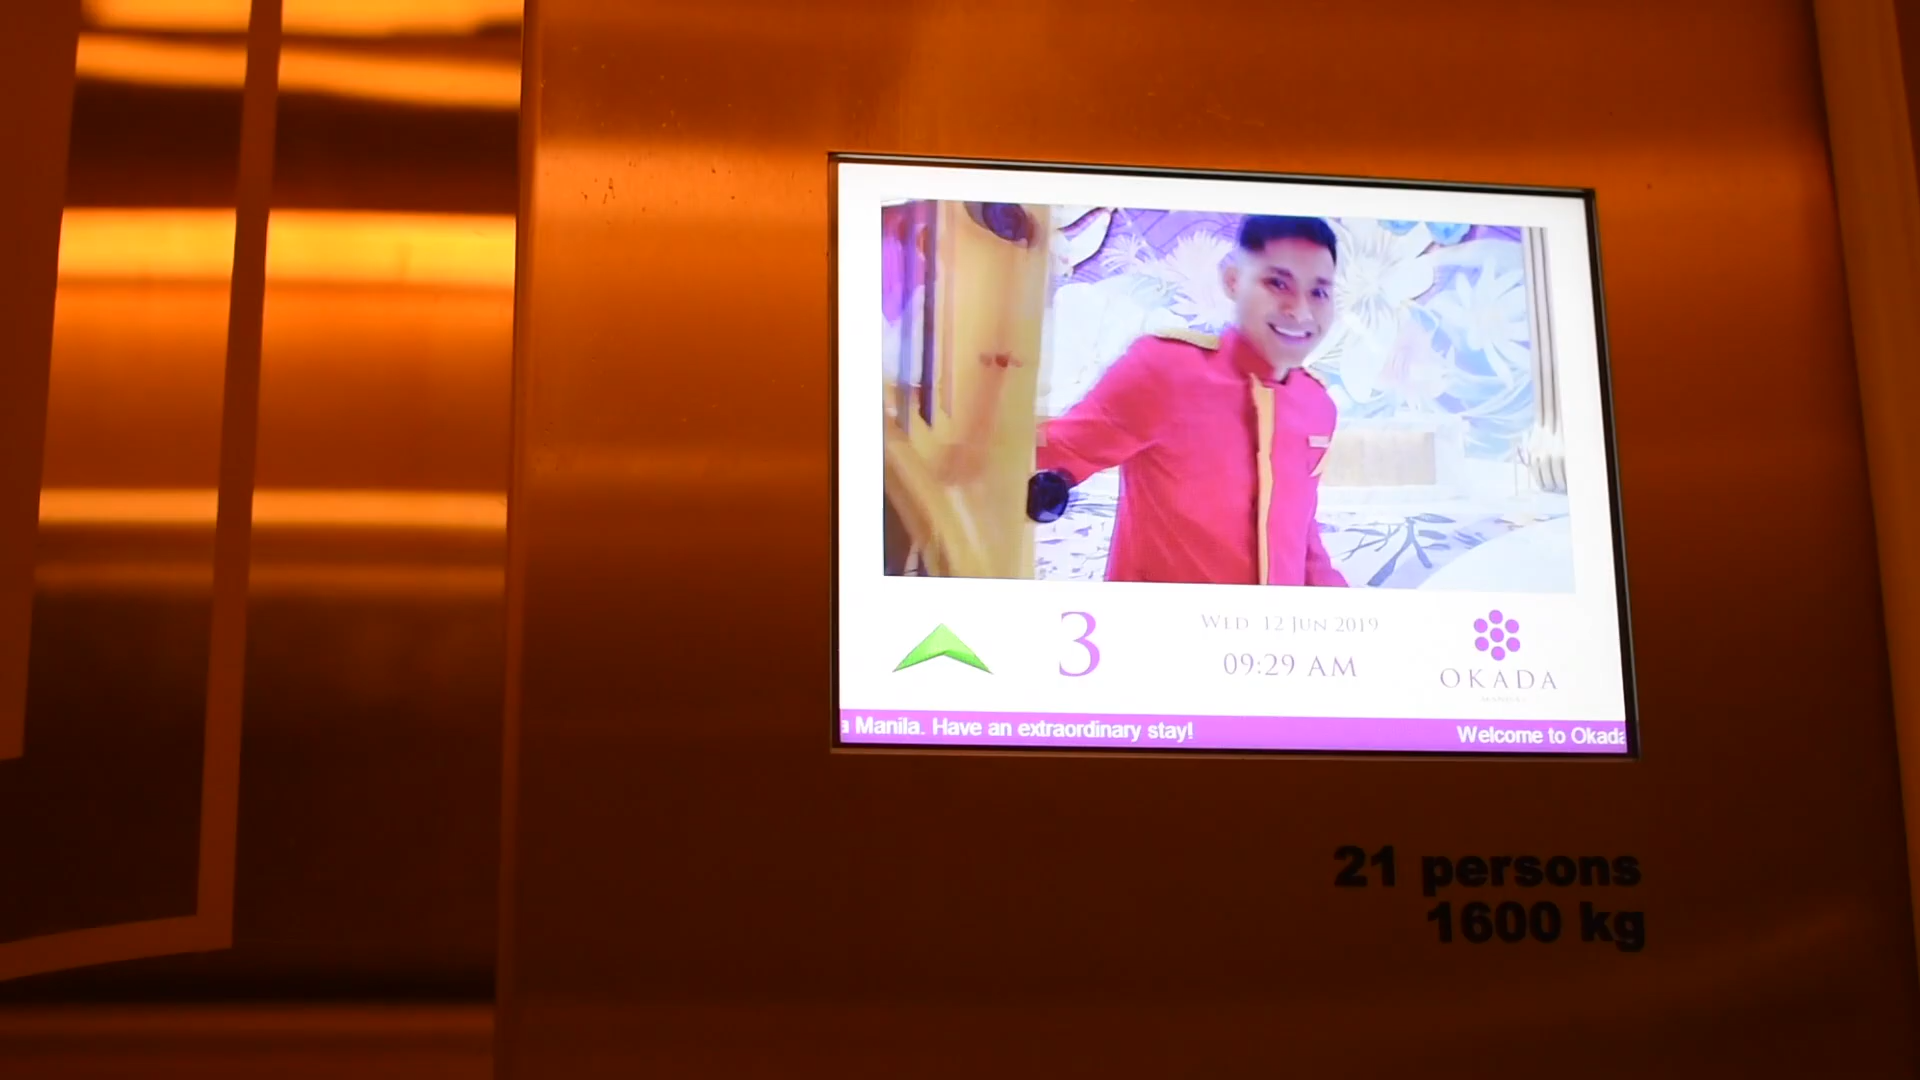 3
WED 12 JUN 2019
09:29 AM
OKADA
MANILA
a Manila. Have an extraordinary stay! Welcome to Okada
21 persons
1600 kg